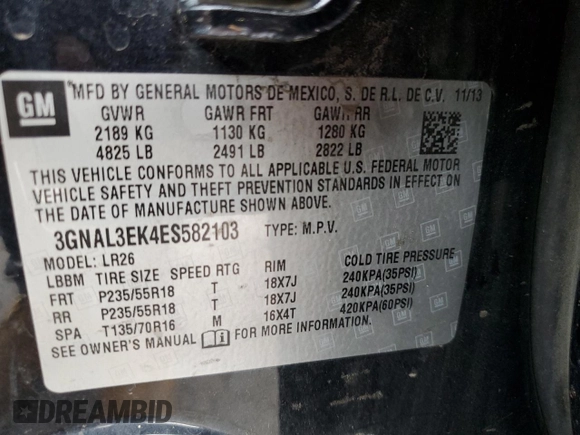 GM
MFD BY GENERAL MOTORS DE MEXICO, S. DE R.L. DE C.V. 11/13
GVWR GAWR FRT GAWR RR
2189 KG 1130 KG 1280 KG
4825 LB 2491 LB 2822 LB
THIS VEHICLE CONFORMS TO ALL APPLICABLE U.S. FEDERAL MOTOR
VEHICLE SAFETY AND THEFT PREVENTION STANDARDS IN EFFECT ON
THE DATE OF MANUFACTURE SHOWN ABOVE.
3GNAL3EK4ES582103 TYPE: M.P.V.
MODEL: LR26
LBBM TIRE SIZE SPEED RTG RIM COLD TIRE PRESSURE
FRT P235/55R18 T 18X7J 240KPA(35PSI)
RR P235/55R18 T 18X7J 240KPA(35PSI)
SPA T135/70R16 M 16X4T 420KPA(60PSI)
SEE OWNER'S MANUAL FOR MORE INFORMATION.
DREAMBID